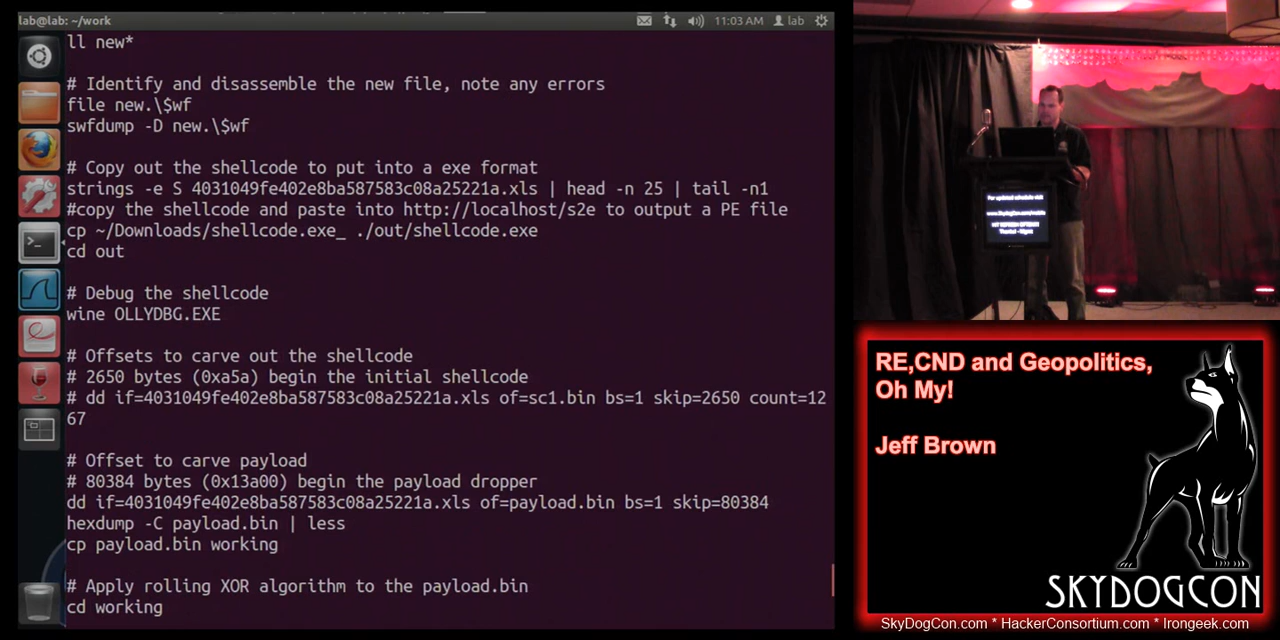 lab@lab: ~/work
11:03 AM
lab
ll new*
# Identify and disassemble the new file, note any errors
file new.\$wf
swfdump -D new.\$wf
# Copy out the shellcode to put into a exe format
strings -e S 4031049fe402e8ba587583c08a25221a.xls | head -n 25 | tail -n1
#copy the shellcode and paste into http://localhost/s2e to output a PE file
cp ~/Downloads/shellcode.exe_ ./out/shellcode.exe
cd out
# Debug the shellcode
wine OLLYDBG.EXE
# Offsets to carve out the shellcode
# 2650 bytes (0xa5a) begin the initial shellcode
# dd if=4031049fe402e8ba587583c08a25221a.xls of=sc1.bin bs=1 skip=2650 count=12
67
# Offset to carve payload
# 80384 bytes (0x13a00) begin the payload dropper
dd if=4031049fe402e8ba587583c08a25221a.xls of=payload.bin bs=1 skip=80384
hexdump -C payload.bin | less
cp payload.bin working
# Apply rolling XOR algorithm to the payload.bin
cd working
For updated schedule visit
RE,CND and Geopolitics,
Oh My!
Jeff Brown
SKYDOGCON
SkyDogCon.com * HackerConsortium.com * Irongeek.com